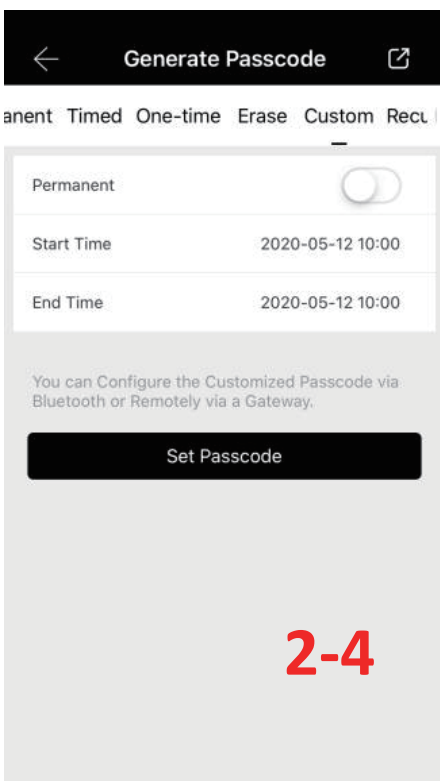 Generate Passcode
anent Timed One-time Erase Custom Recu
Permanent
Start Time 2020-05-12 10:00
End Time 2020-05-12 10:00
You can Configure the Customized Passcode via
Bluetooth or Remotely via a Gateway.
Set Passcode
2-4